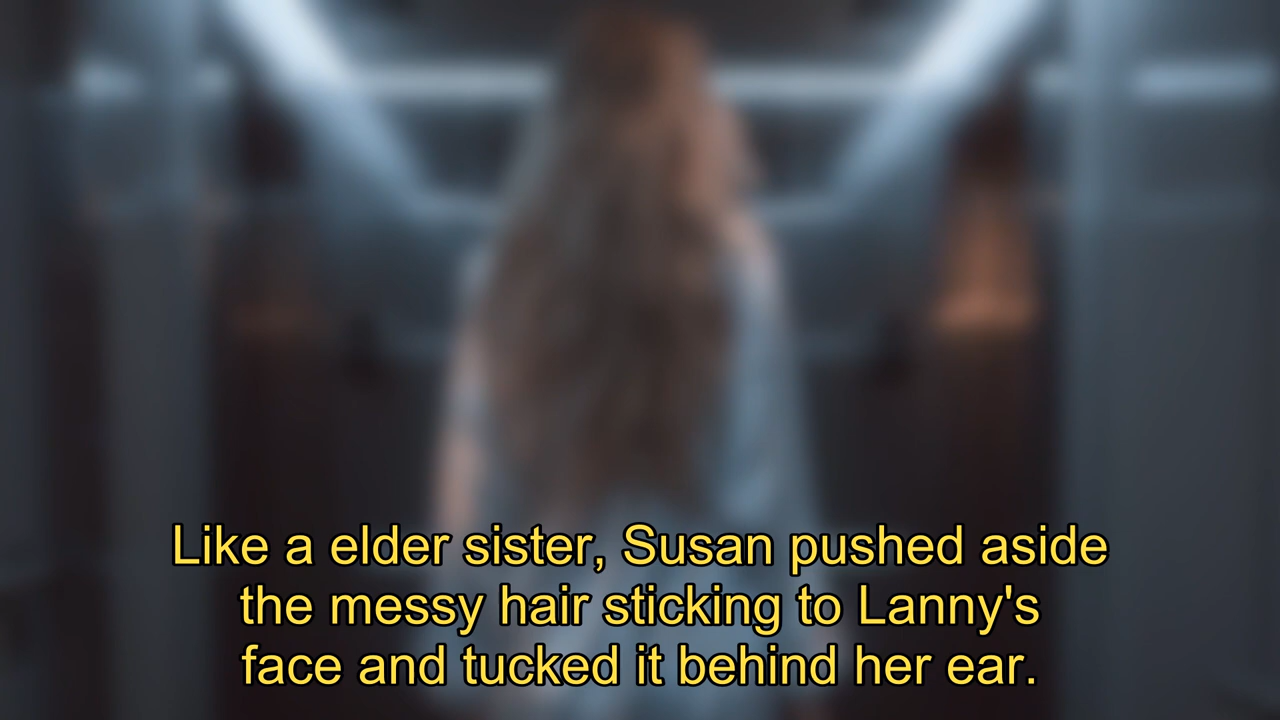 Like a elder sister, Susan pushed aside
the messy hair sticking to Lanny's
face and tucked it behind her ear.